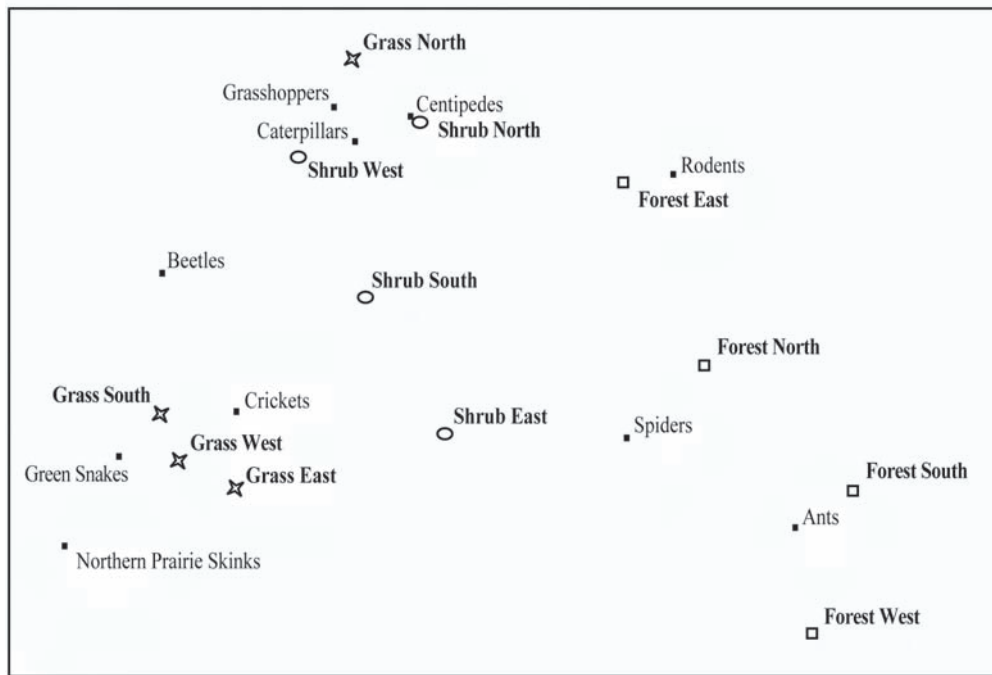 Grass North
Grasshoppers
Centipedes
Caterpillars
Shrub North
Shrub West
Rodents
Forest East
Beetles
Shrub South
Forest North
Grass South
Crickets
Shrub East
Spiders
Grass West
Green Snakes
Grass East
Forest South
Ants
Northern Prairie Skinks
Forest West